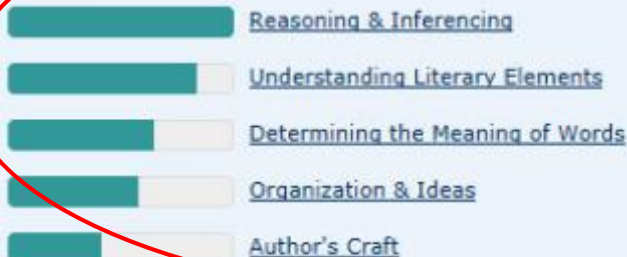 Reasoning & Inferencing
Understanding Literary Elements
Determining the Meaning of Words
Organization & Ideas
Author's Craft